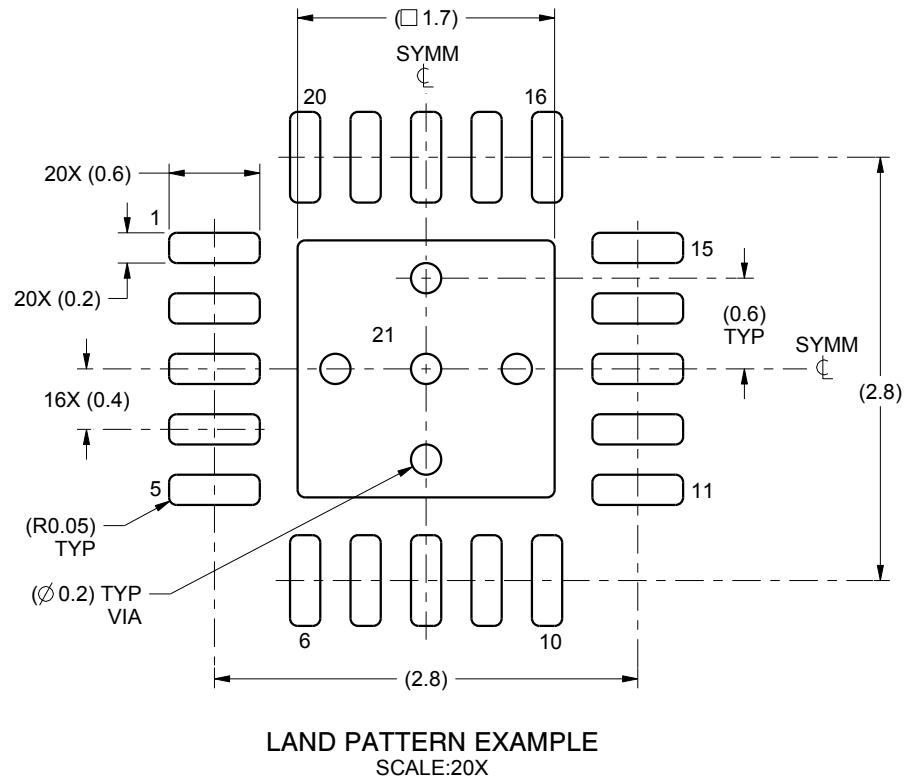 (□ 1.7)
SYMM
℄
20
16
20X (0.6)
1
15
20X (0.2)
21
(0.6)
TYP
SYMM
℄
(2.8)
16X (0.4)
5
11
(R0.05)
TYP
(∅ 0.2) TYP
VIA
6
10
(2.8)
LAND PATTERN EXAMPLE
SCALE:20X